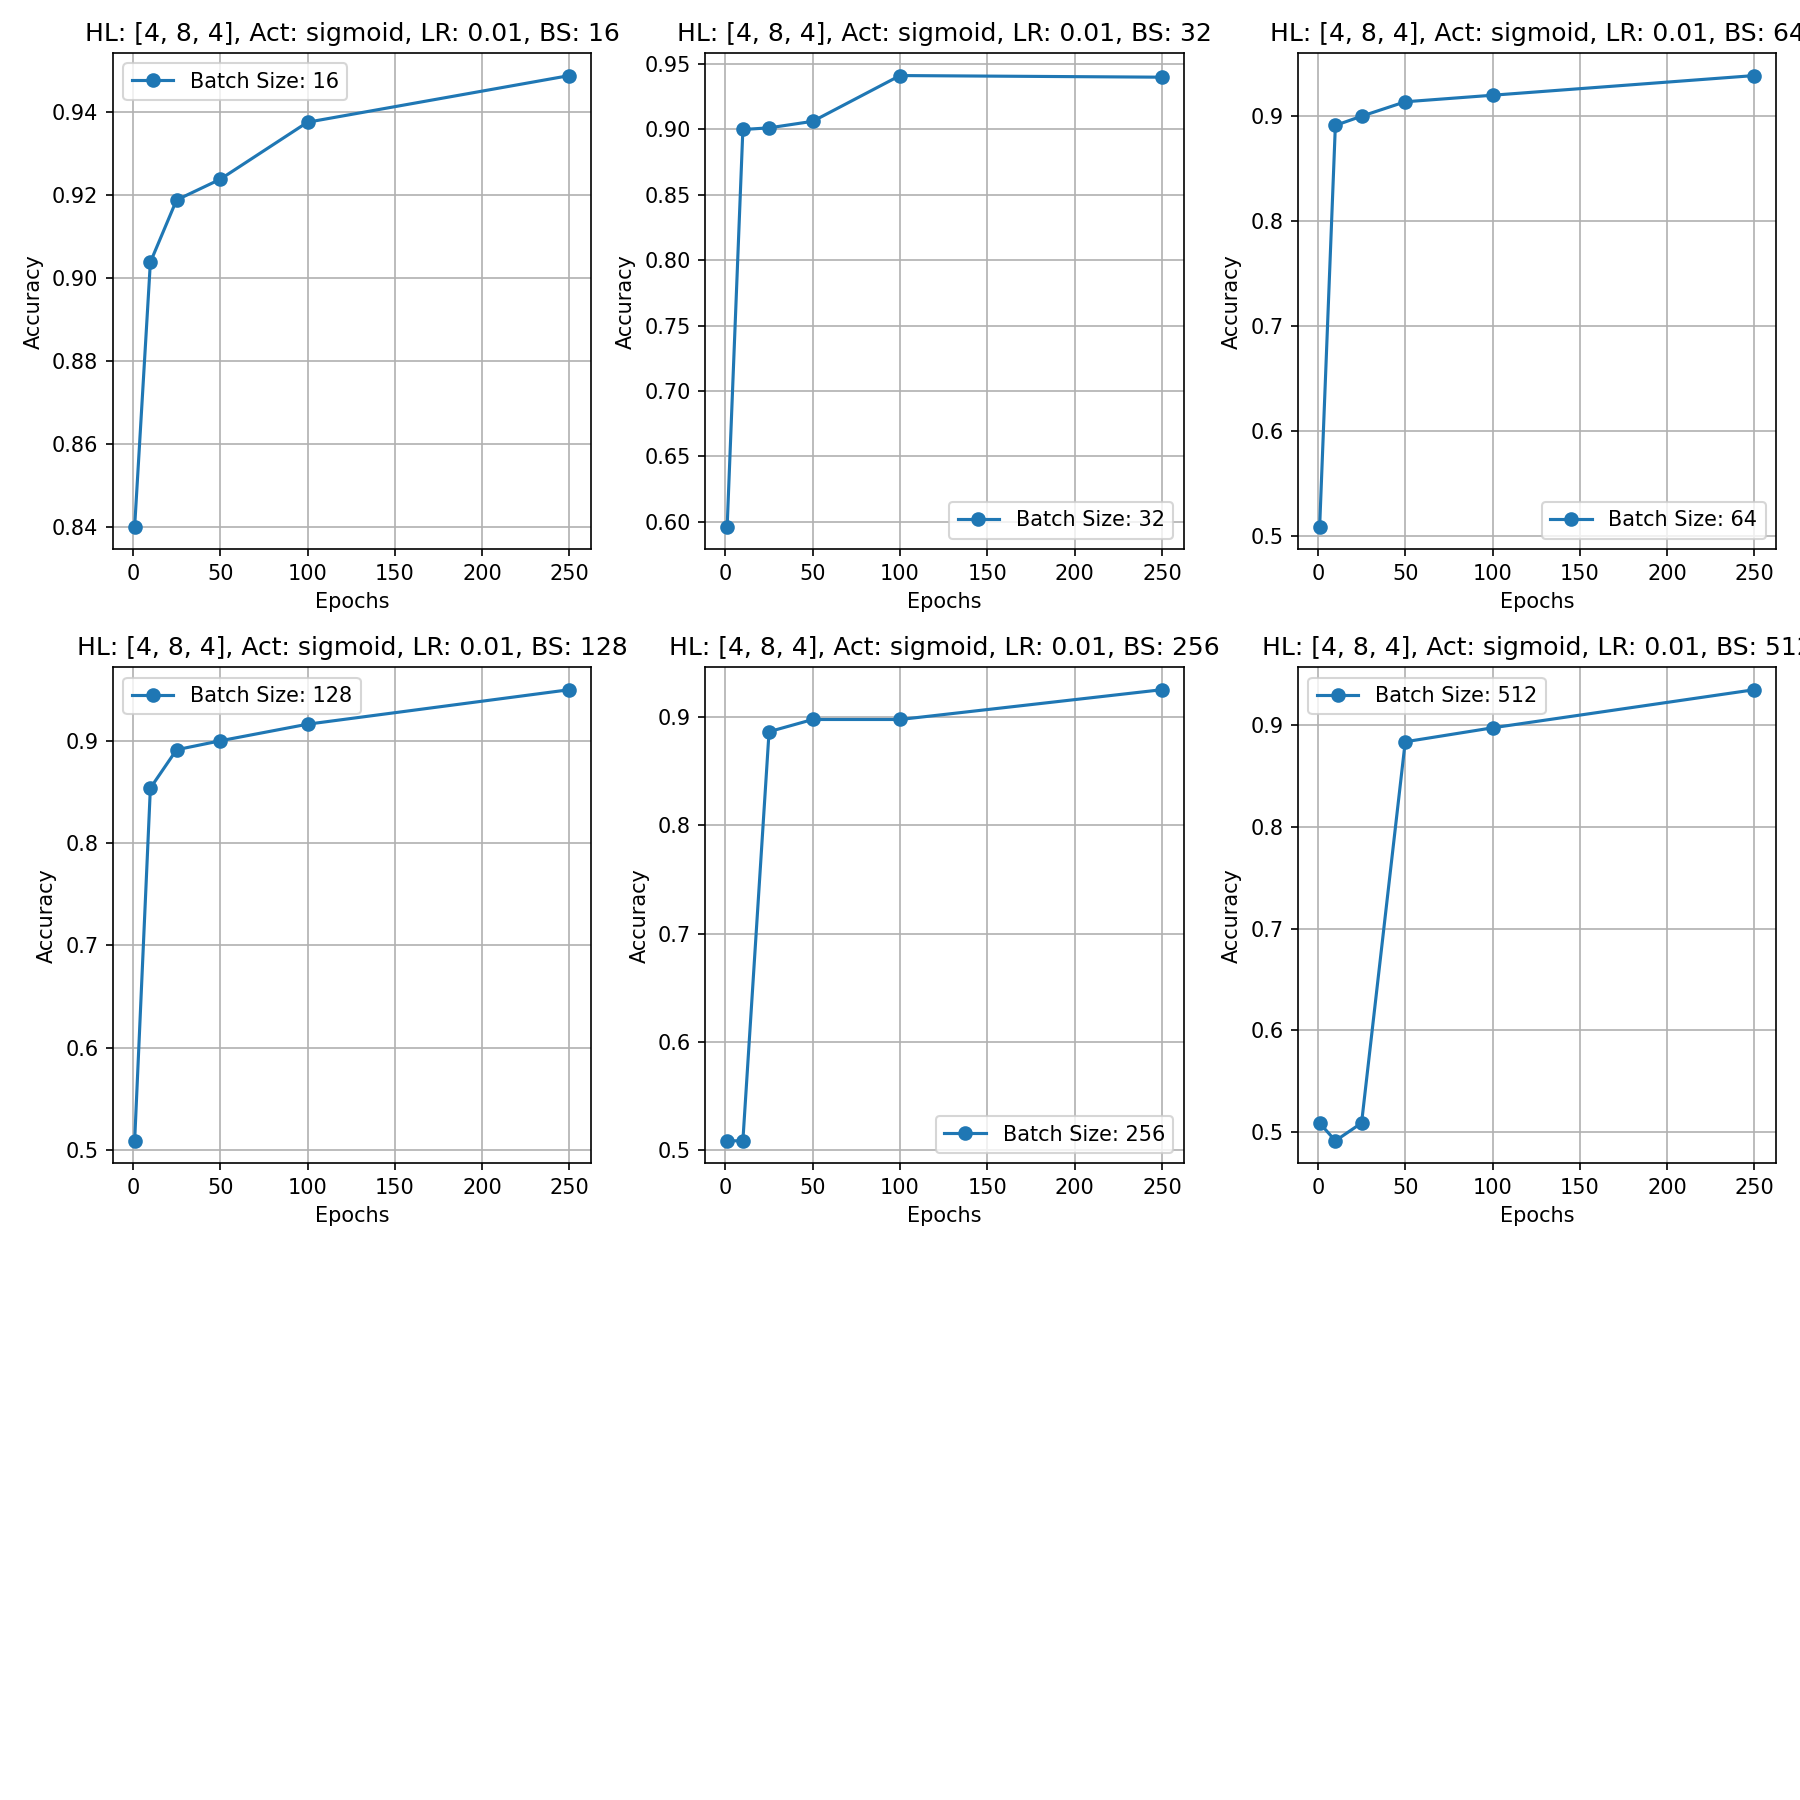 HL: [4, 8, 4], Act: sigmoid, LR: 0.01, BS: 16
Batch Size: 16
0.94
0.92
0.90
0.88
0.86
0.84
Accuracy
0 50 100 150 200 250
Epochs
HL: [4, 8, 4], Act: sigmoid, LR: 0.01, BS: 32
0.95
0.90
0.85
0.80
0.75
0.70
0.65
0.60
Accuracy
Batch Size: 32
0 50 100 150 200 250
Epochs
HL: [4, 8, 4], Act: sigmoid, LR: 0.01, BS: 64
0.9
0.8
0.7
0.6
0.5
Accuracy
Batch Size: 64
0 50 100 150 200 250
Epochs
HL: [4, 8, 4], Act: sigmoid, LR: 0.01, BS: 128
Batch Size: 128
0.9
0.8
0.7
0.6
0.5
Accuracy
0 50 100 150 200 250
Epochs
HL: [4, 8, 4], Act: sigmoid, LR: 0.01, BS: 256
0.9
0.8
0.7
0.6
0.5
Accuracy
Batch Size: 256
0 50 100 150 200 250
Epochs
HL: [4, 8, 4], Act: sigmoid, LR: 0.01, BS: 512
Batch Size: 512
0.9
0.8
0.7
0.6
0.5
Accuracy
0 50 100 150 200 250
Epochs